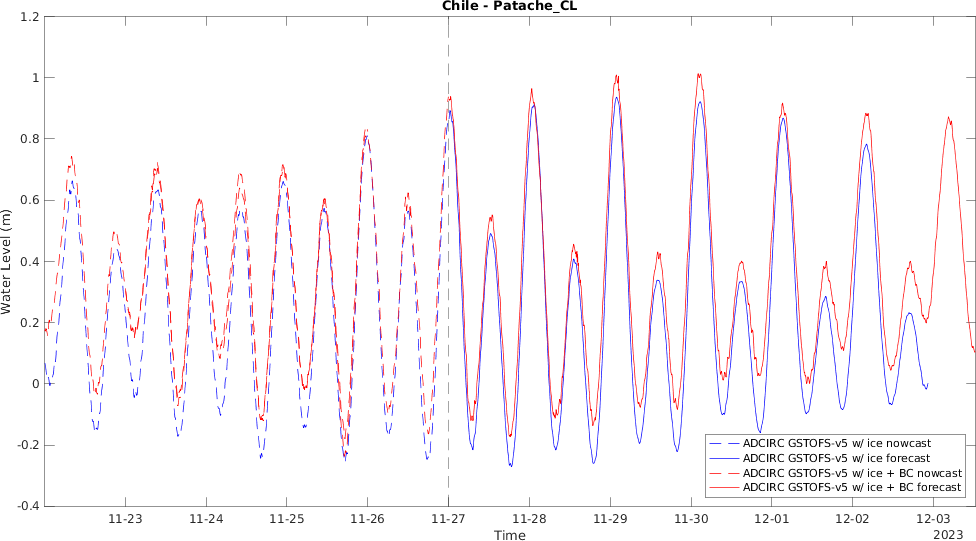 Chile - Patache_CL
1.2
1
0.8
0.6
0.4
0.2
0
-0.2
-0.4
Water Level (m)
ADCIRC GSTOFS-v5 w/ ice nowcast
ADCIRC GSTOFS-v5 w/ ice forecast
ADCIRC GSTOFS-v5 w/ ice + BC nowcast
ADCIRC GSTOFS-v5 w/ ice + BC forecast
11-23 11-24 11-25 11-26 11-27 11-28 11-29 11-30 12-01 12-02 12-03
Time
2023